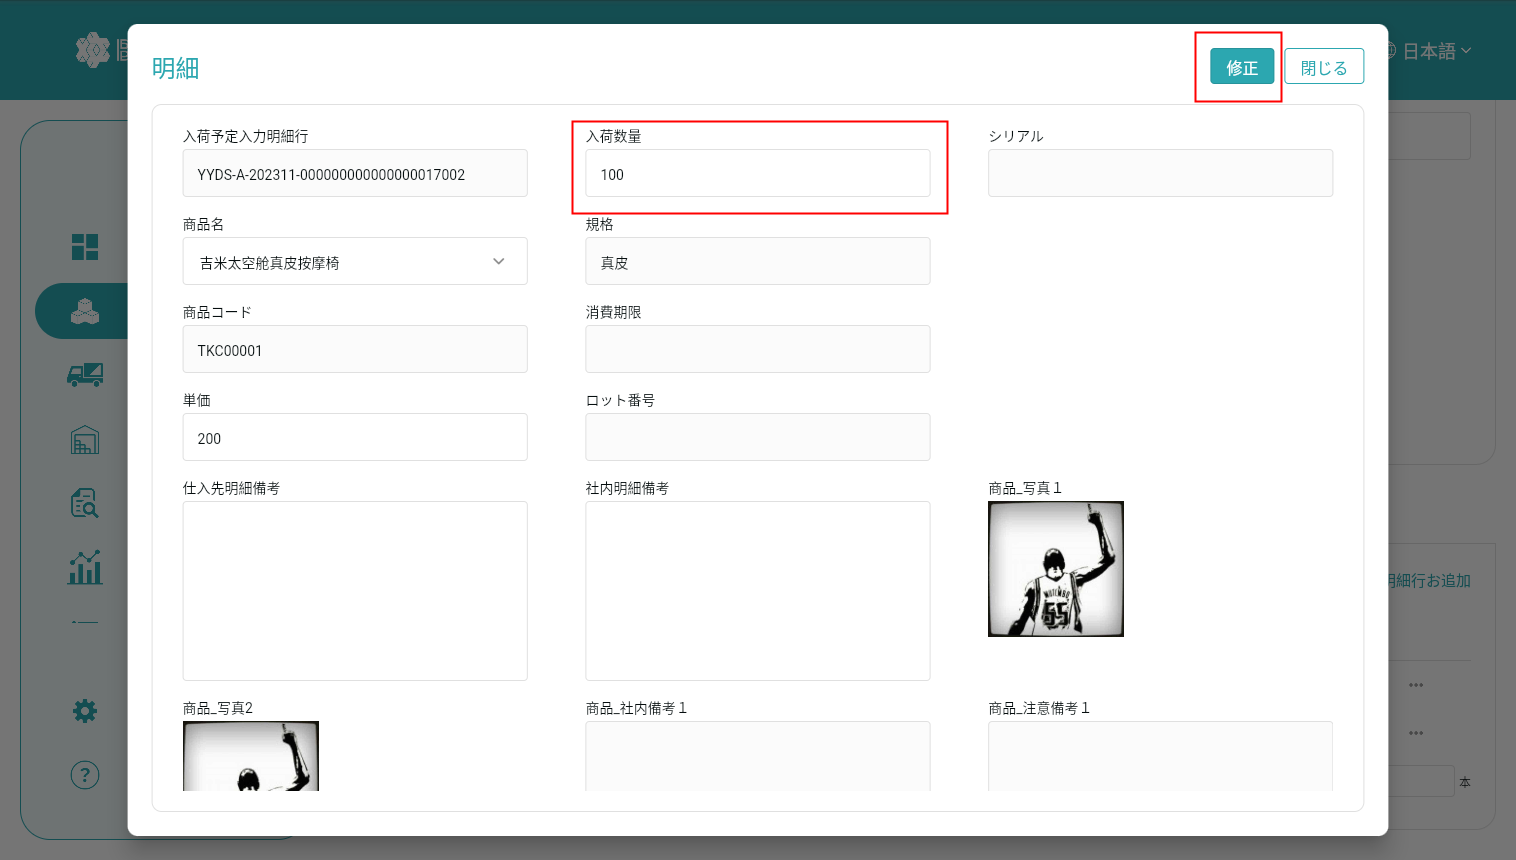 日本語
明細
修正
閉じる
入荷予定入力明細行
入荷数量
シリアル
YYDS-A-202311-000000000000000017002
100
商品名
規格
吉米太空舱真皮按摩椅
真皮
商品コード
消費期限
TKC00001
単価
ロット番号
200
仕入先明細備考
社内明細備考
商品_写真１
MUTOMBO
55
明細行お追加
商品_写真2
商品_社内備考１
商品_注意備考１
本